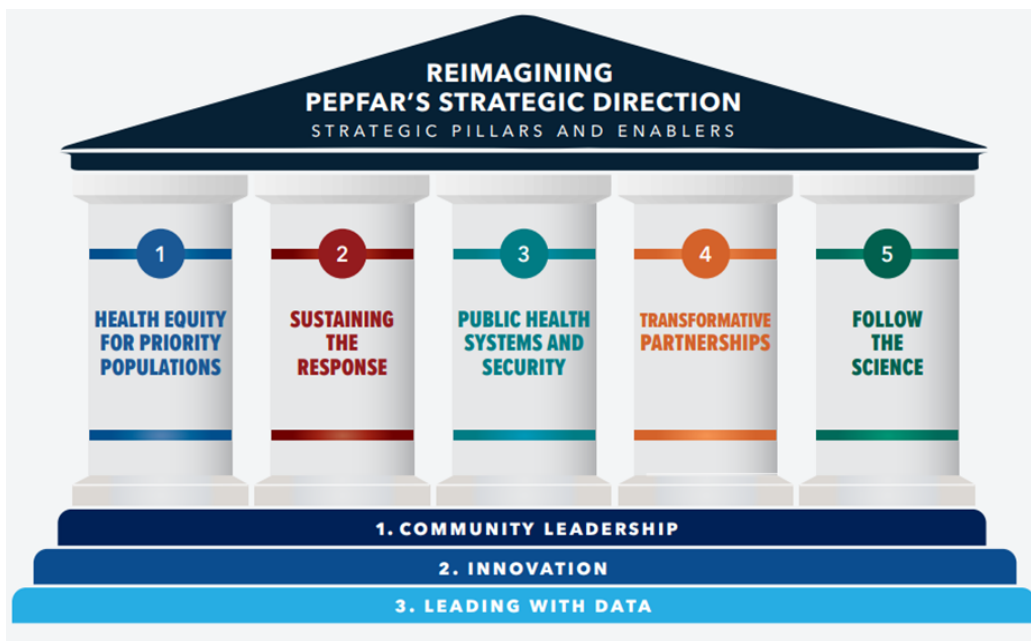 REIMAGINING
PEPFAR'S STRATEGIC DIRECTION
STRATEGIC PILLARS AND ENABLERS
1
HEALTH EQUITY
FOR PRIORITY
POPULATIONS
2
SUSTAINING
THE
RESPONSE
3
PUBLIC HEALTH
SYSTEMS AND
SECURITY
4
TRANSFORMATIVE
PARTNERSHIPS
5
FOLLOW
THE
SCIENCE
1. COMMUNITY LEADERSHIP
2. INNOVATION
3. LEADING WITH DATA